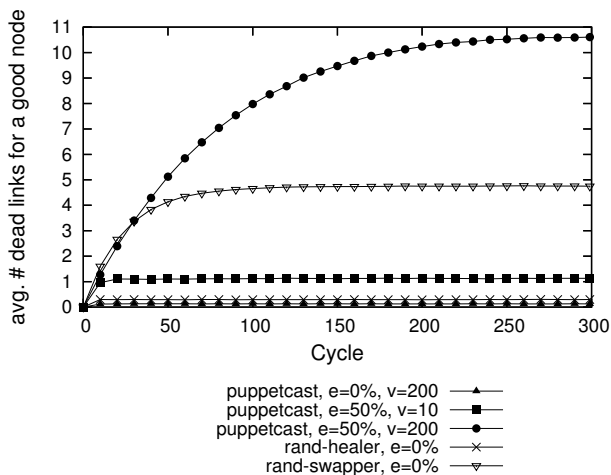 avg. # dead links for a good node
11
10
9
8
7
6
5
4
3
2
1
0
0 50 100 150 200 250 300
Cycle
puppetcast, e=0%, v=200
puppetcast, e=50%, v=10
puppetcast, e=50%, v=200
rand-healer, e=0%
rand-swapper, e=0%